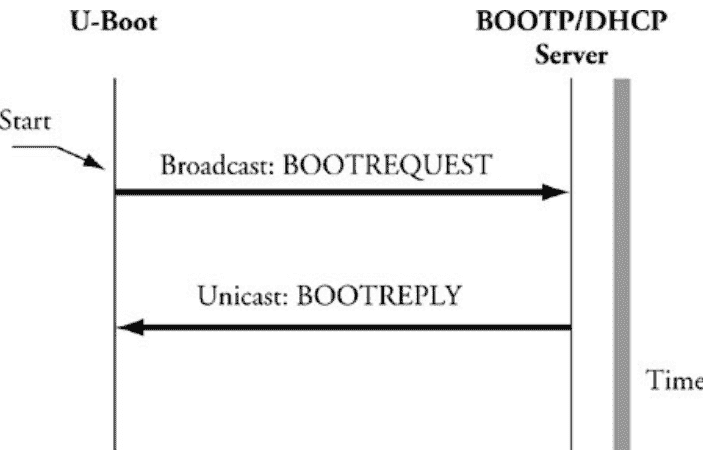 U-Boot
BOOTP/DHCP
Server
Start
Broadcast: BOOTREQUEST
Unicast: BOOTREPLY
Time